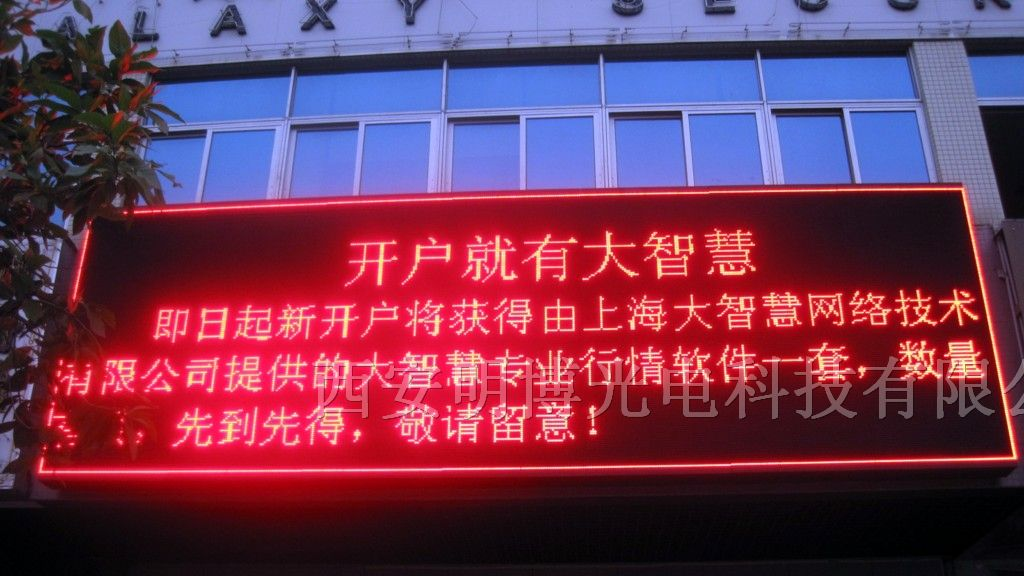 ALAXY SECUR
开户就有大智慧
即日起新开户将获得由上海大智慧网络技术
有限公司提供的大智慧专业行情软件一套，数量
，先到先得，敬请留意！
西安明博光电科技有限公